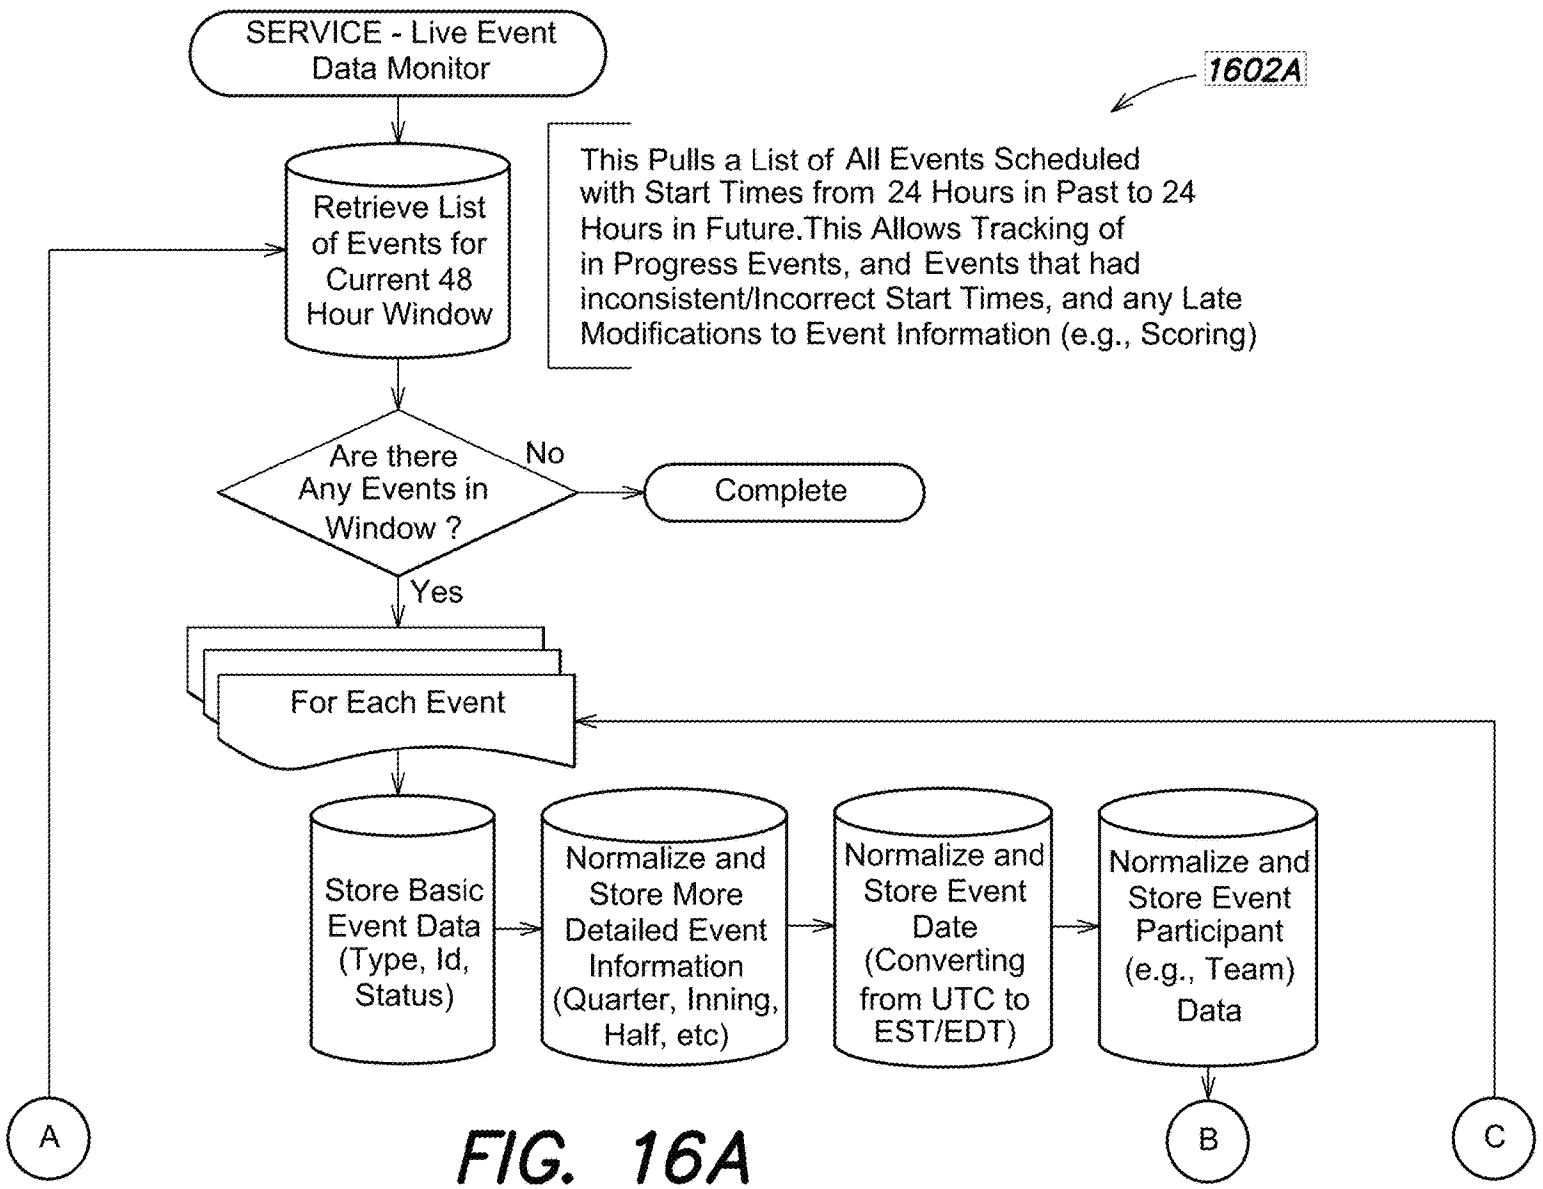 SERVICE - Live Event
Data Monitor
1602A
Retrieve List
of Events for
Current 48
Hour Window
This Pulls a List of All Events Scheduled
with Start Times from 24 Hours in Past to 24
Hours in Future.This Allows Tracking of
in Progress Events, and Events that had
inconsistent/Incorrect Start Times, and any Late
Modifications to Event Information (e.g., Scoring)
Are there
Any Events in
Window ?
No
Complete
Yes
For Each Event
Store Basic
Event Data
(Type, Id,
Status)
Normalize and
Store More
Detailed Event
Information
(Quarter, Inning,
Half, etc)
Normalize and
Store Event
Date
(Converting
from UTC to
EST/EDT)
Normalize and
Store Event
Participant
(e.g., Team)
Data
A
B
C
FIG. 16A